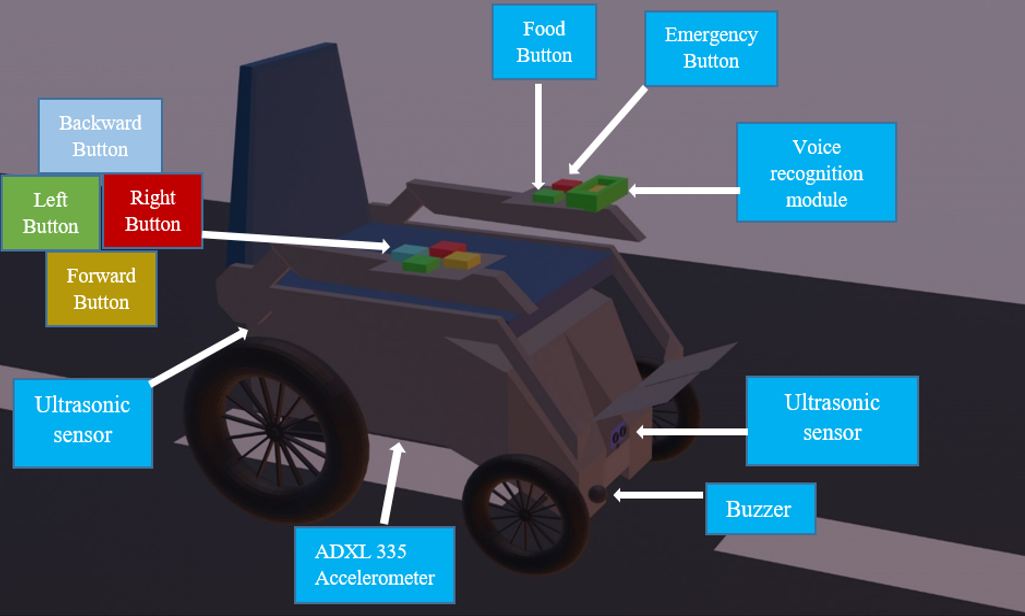 Food
Button
Emergency
Button
Backward
Button
Voice
recognition
module
Left
Button
Right
Button
Forward
Button
Ultrasonic
sensor
Ultrasonic
sensor
Buzzer
ADXL 335
Accelerometer